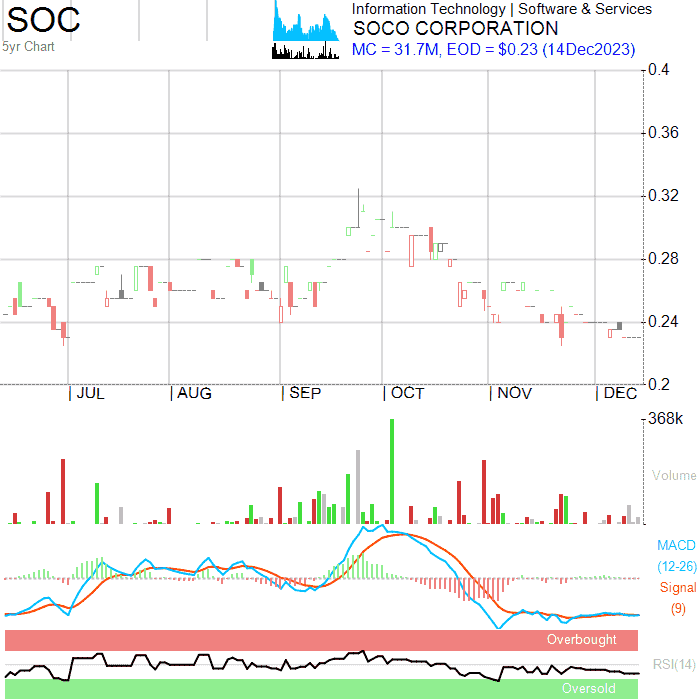 SOC
5yr Chart
Information Technology | Software & Services
SOCO CORPORATION
MC = 31.7M, EOD = $0.23 (14Dec2023)
0.4
0.36
0.32
0.28
0.24
0.2
JUL AUG SEP OCT NOV DEC
368k
Volume
MACD
(12-26)
Signal
(9)
Overbought
RSI(14)
Oversold